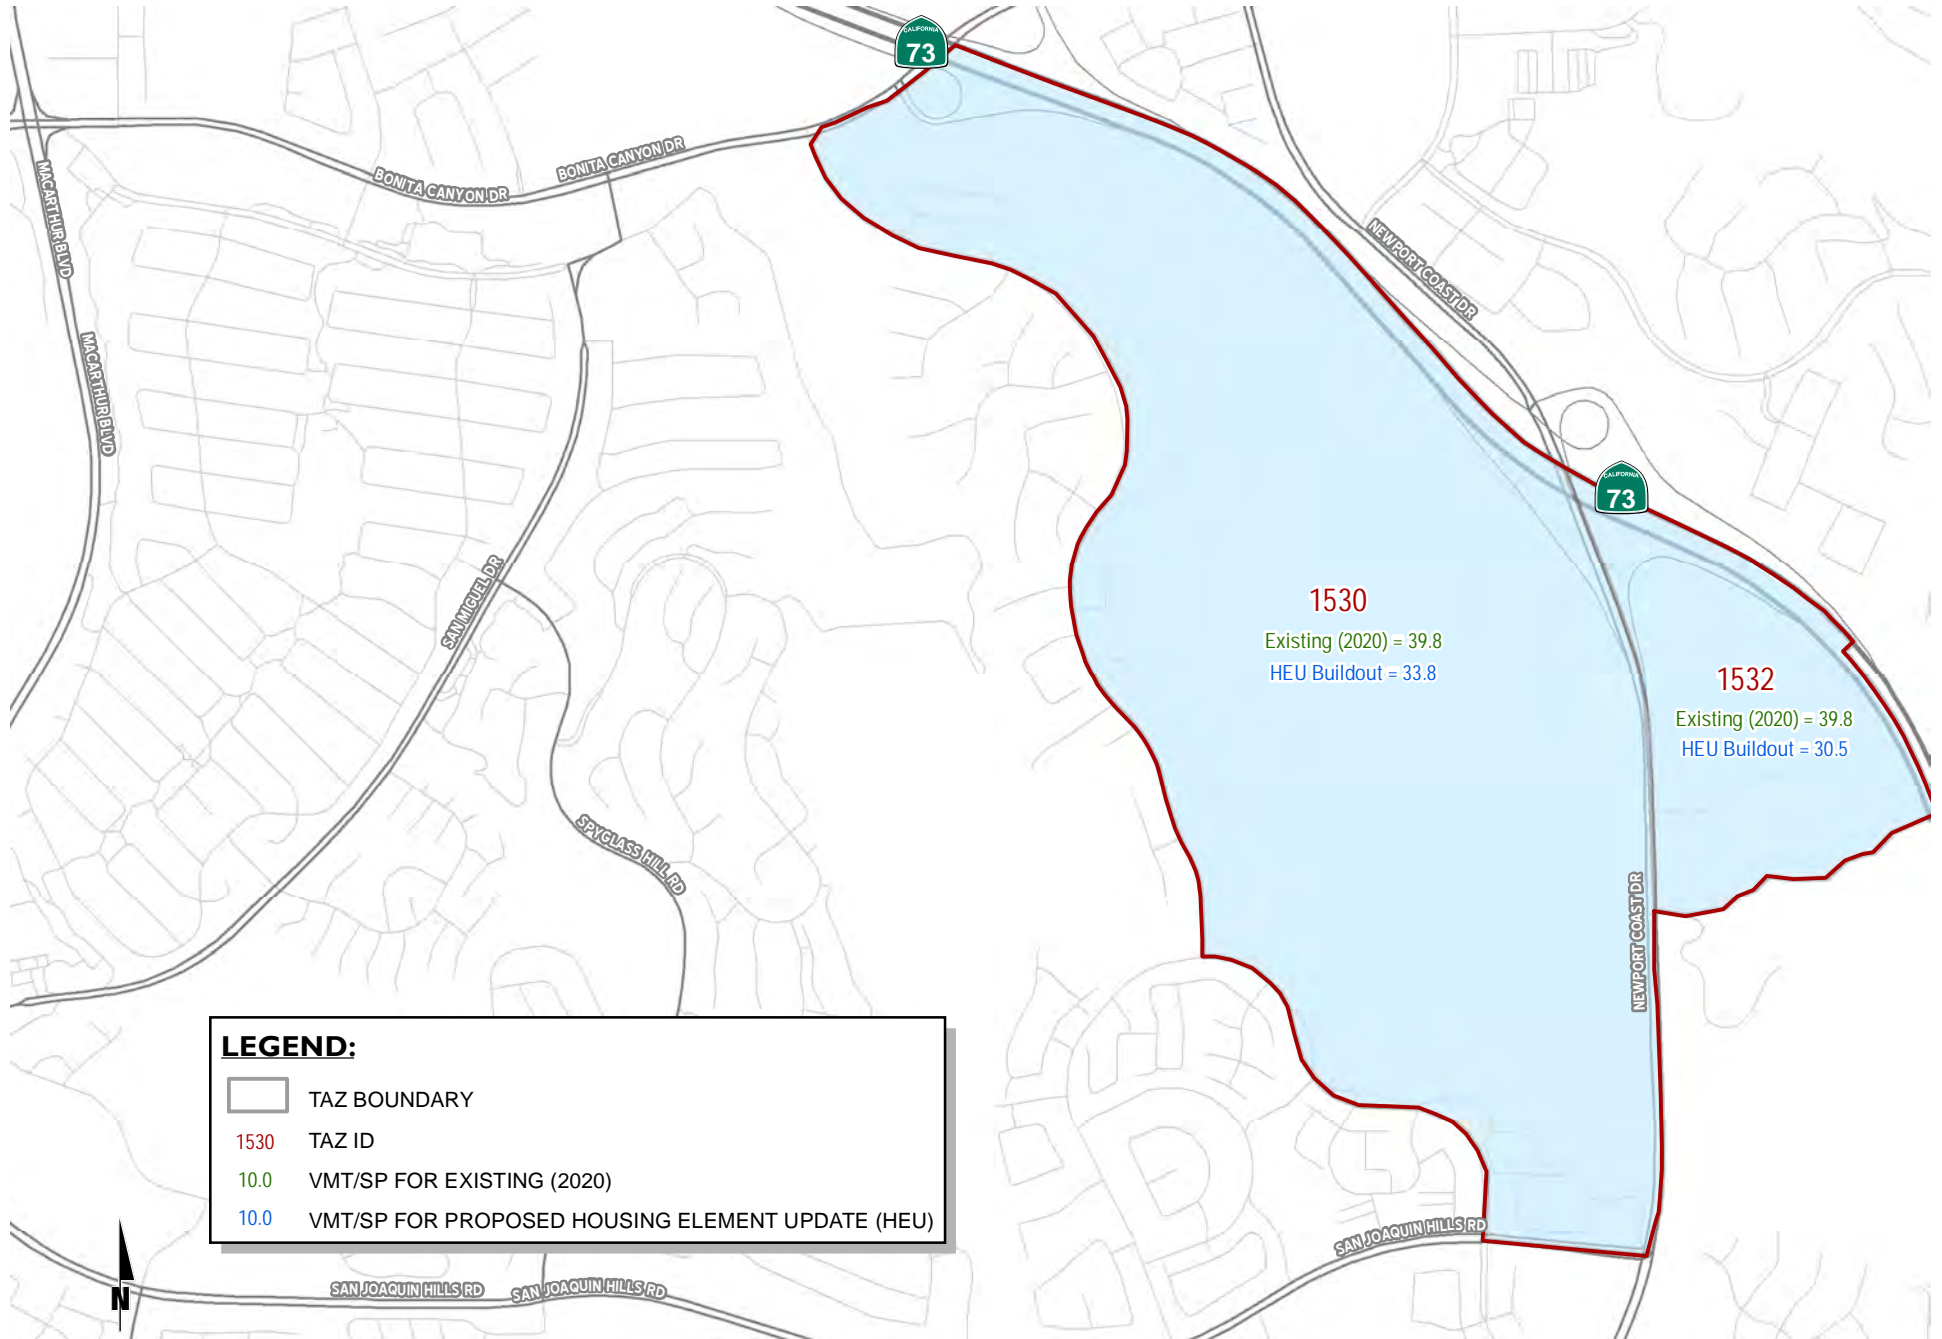 CALIFORNIA
73
BONITA CANYON DR
BONITA CANYON DR
MACARTHUR BLVD
MACARTHUR BLVD
NEWPORT COAST DR
CALIFORNIA
73
SAN MIGUEL DR
1530
Existing (2020) = 39.8
HEU Buildout = 33.8
1532
Existing (2020) = 39.8
HEU Buildout = 30.5
SPYGLASS HILL RD
NEWPORT COAST DR
LEGEND:
TAZ BOUNDARY
1530 TAZ ID
10.0 VMT/SP FOR EXISTING (2020)
10.0 VMT/SP FOR PROPOSED HOUSING ELEMENT UPDATE (HEU)
SAN JOAQUIN HILLS RD
N
SAN JOAQUIN HILLS RD
SAN JOAQUIN HILLS RD